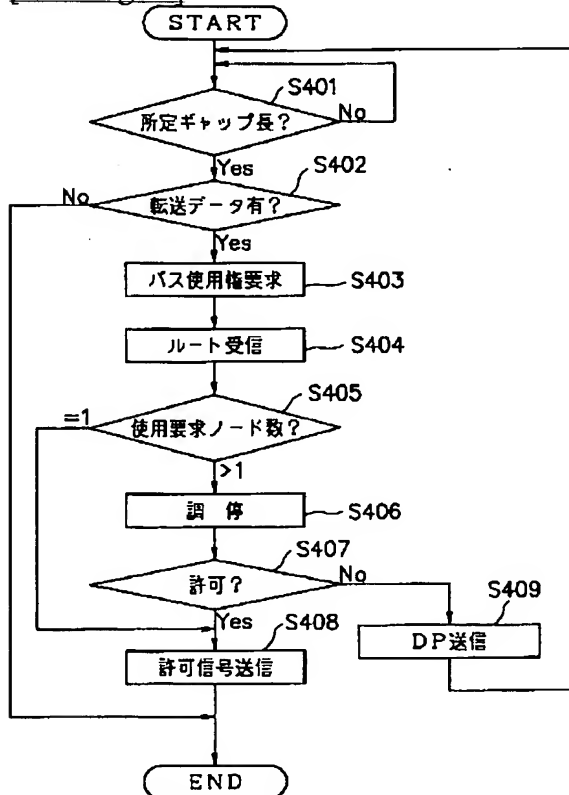 START
S401
所定ギャップ長？
No
Yes
S402
No
転送データ有？
Yes
バス使用権要求
S403
ルート受信
S404
S405
=1
使用要求ノード数？
>1
調 停
S406
S407
許可？
No
Yes
S408
S409
許可信号送信
DP送信
END